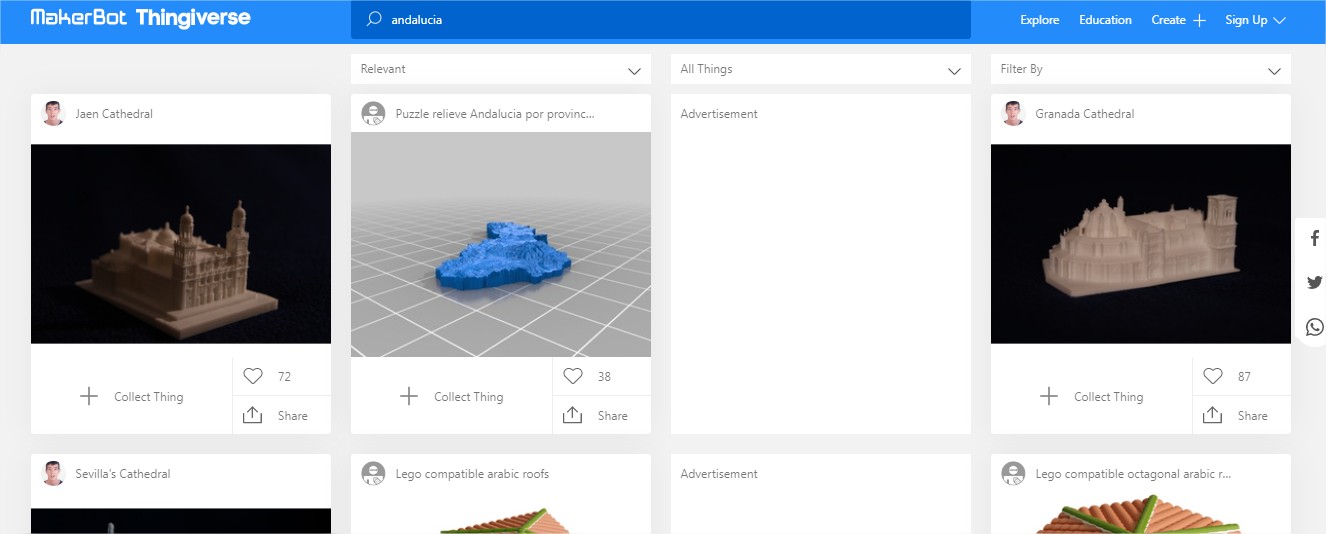 MakerBot Thingiverse
andalucia
Explore
Education
Create
Sign Up
Relevant
All Things
Filter By
Jaen Cathedral
Puzzle relieve Andalucia por provinc...
Advertisement
Granada Cathedral
Collect Thing
72
Share
Collect Thing
38
Share
Collect Thing
87
Share
Sevilla's Cathedral
Lego compatible arabic roofs
Advertisement
Lego compatible octagonal arabic r...